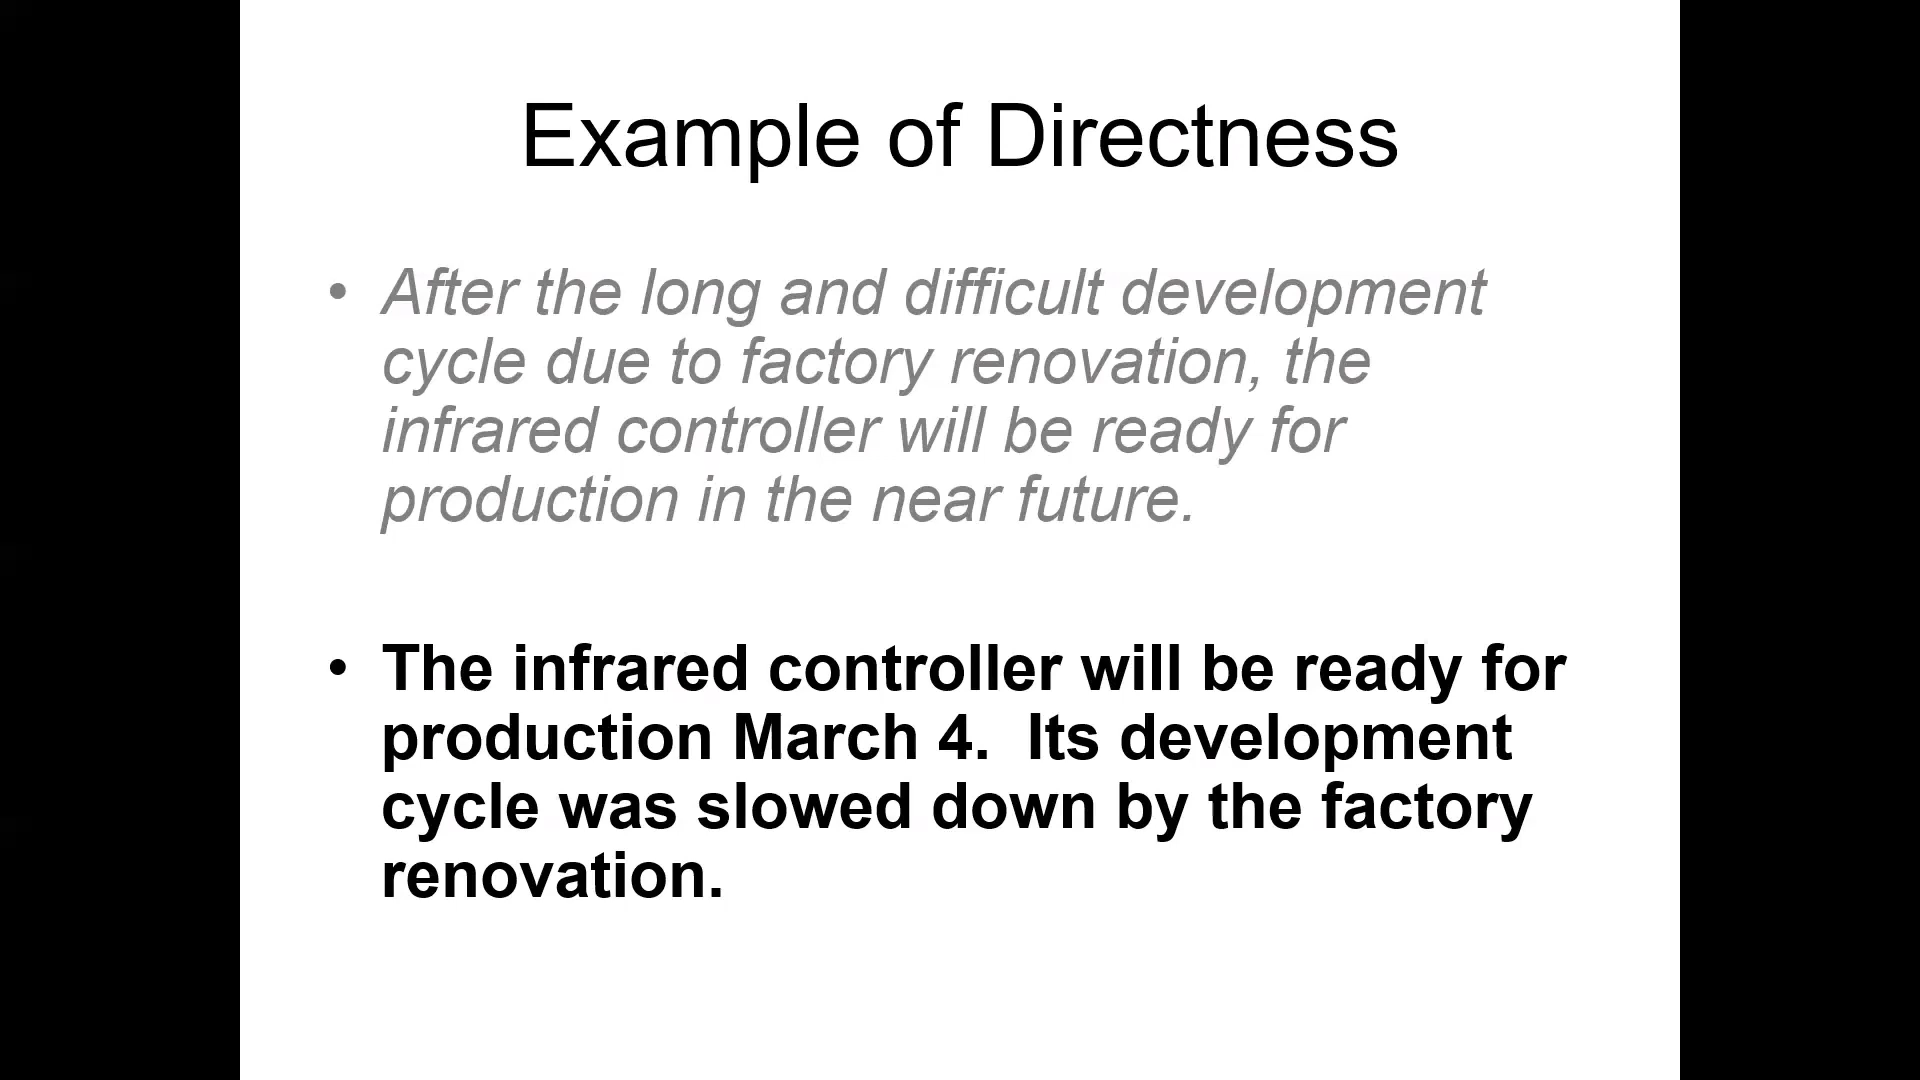 Example of Directness
• After the long and difficult development
cycle due to factory renovation, the
infrared controller will be ready for
production in the near future.
• The infrared controller will be ready for
production March 4.  Its development
cycle was slowed down by the factory
renovation.